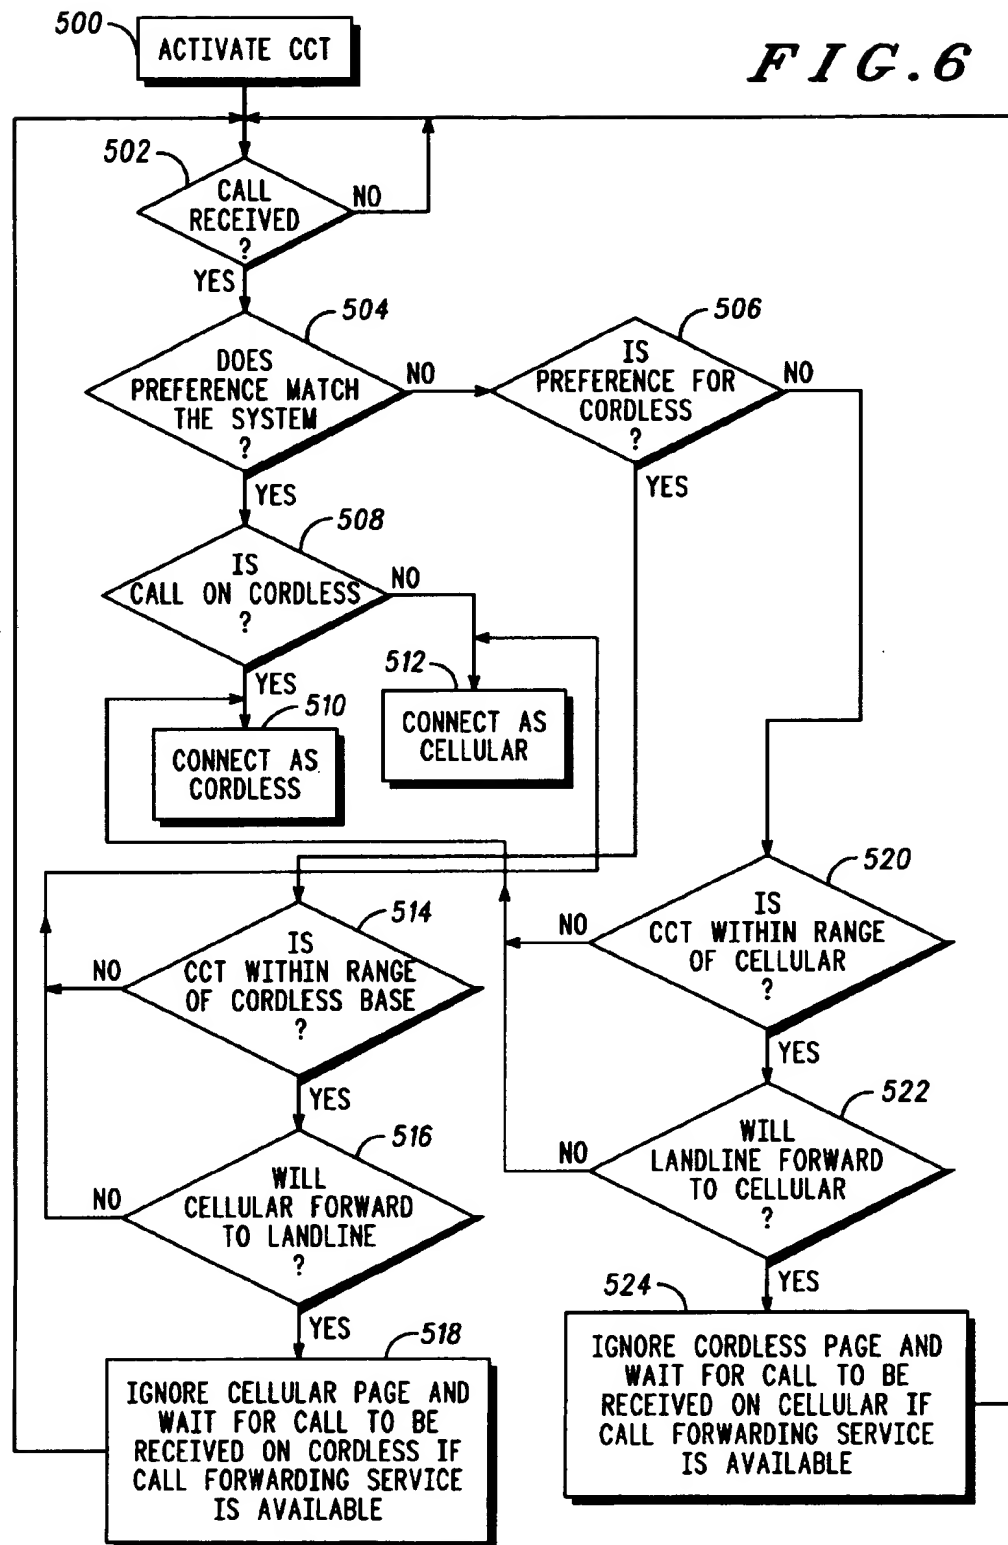 500
ACTIVATE CCT
FIG.6
502
CALL
RECEIVED
?
NO
YES
504
DOES
PREFERENCE MATCH
THE SYSTEM
?
NO
506
IS
PREFERENCE FOR
CORDLESS
?
NO
YES
YES
508
IS
CALL ON CORDLESS
?
NO
YES
510
CONNECT AS
CORDLESS
512
CONNECT AS
CELLULAR
514
IS
CCT WITHIN RANGE
OF CORDLESS BASE
?
NO
YES
516
WILL
CELLULAR FORWARD
TO LANDLINE
?
NO
YES
518
IGNORE CELLULAR PAGE AND
WAIT FOR CALL TO BE
RECEIVED ON CORDLESS IF
CALL FORWARDING SERVICE
IS AVAILABLE
520
IS
CCT WITHIN RANGE
OF CELLULAR
?
NO
YES
522
WILL
LANDLINE FORWARD
TO CELLULAR
?
NO
YES
524
IGNORE CORDLESS PAGE AND
WAIT FOR CALL TO BE
RECEIVED ON CELLULAR IF
CALL FORWARDING SERVICE
IS AVAILABLE